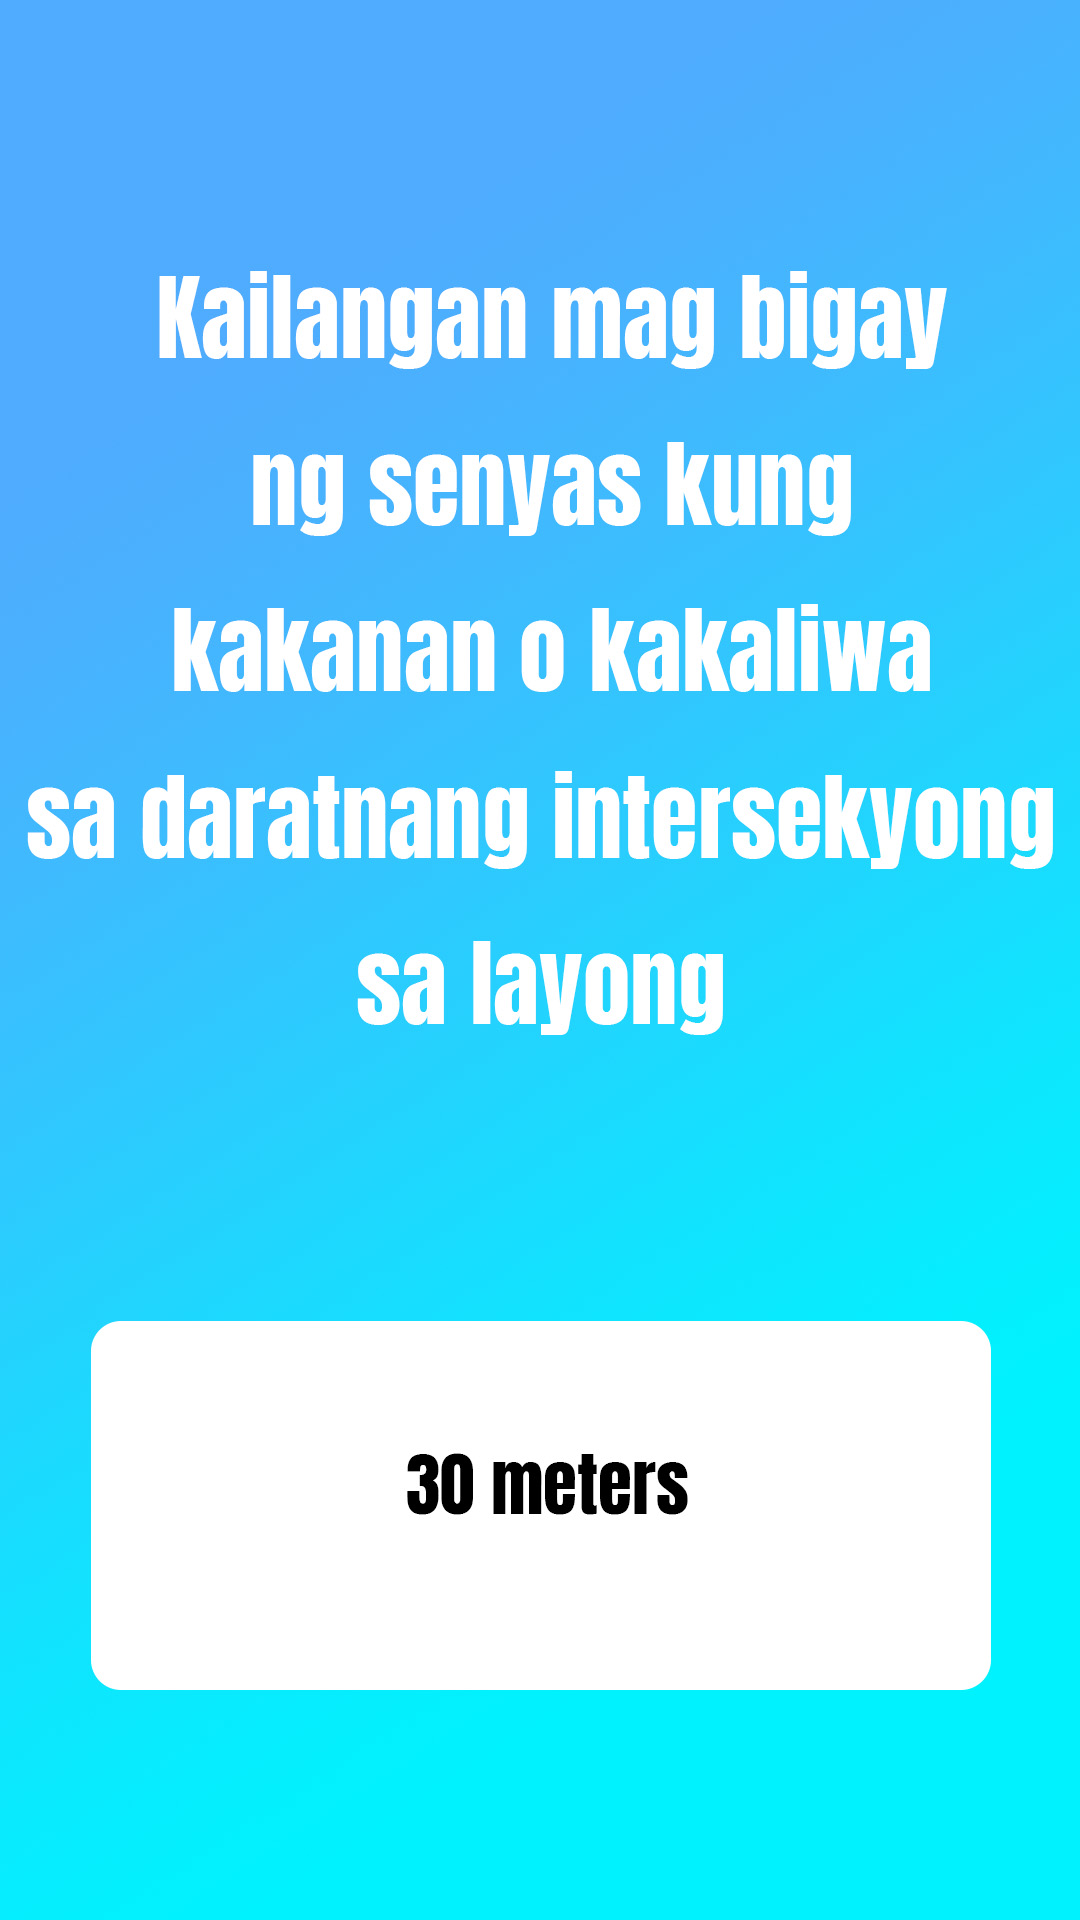 Kailangan mag bigay
ng senyas kung
kakanan o kakaliwa
sa daratnang intersekyong
sa layong
30 meters